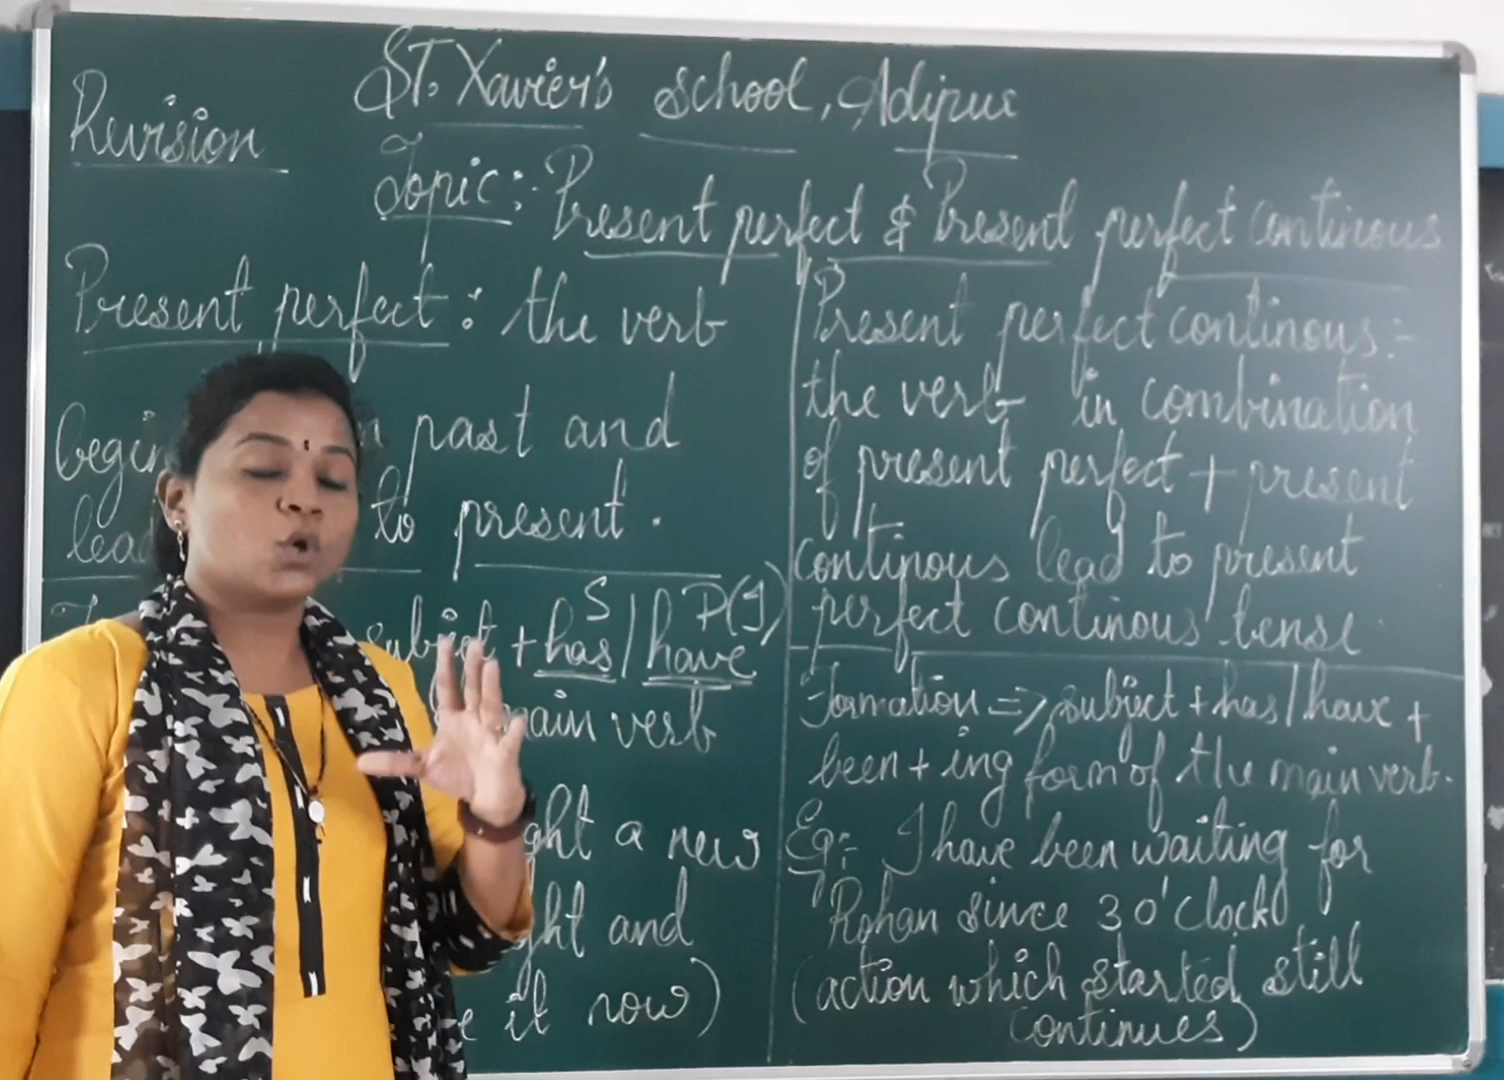 St. Xavier's school, Adipur
Revision
Topic:- Present perfect & Present perfect continous
Present perfect: the verb
past and
to present.
subject + has / have
S P(I)
main verb
a new
and
it now)
Present perfect continous:-
the verb in combination
of present perfect + present
continous lead to present
perfect continous tense.
Formation => subject + has / have +
been + ing form of the main verb.
Eg:- I have been waiting for
Rohan since 3 o'clock
(action which started still
continues)